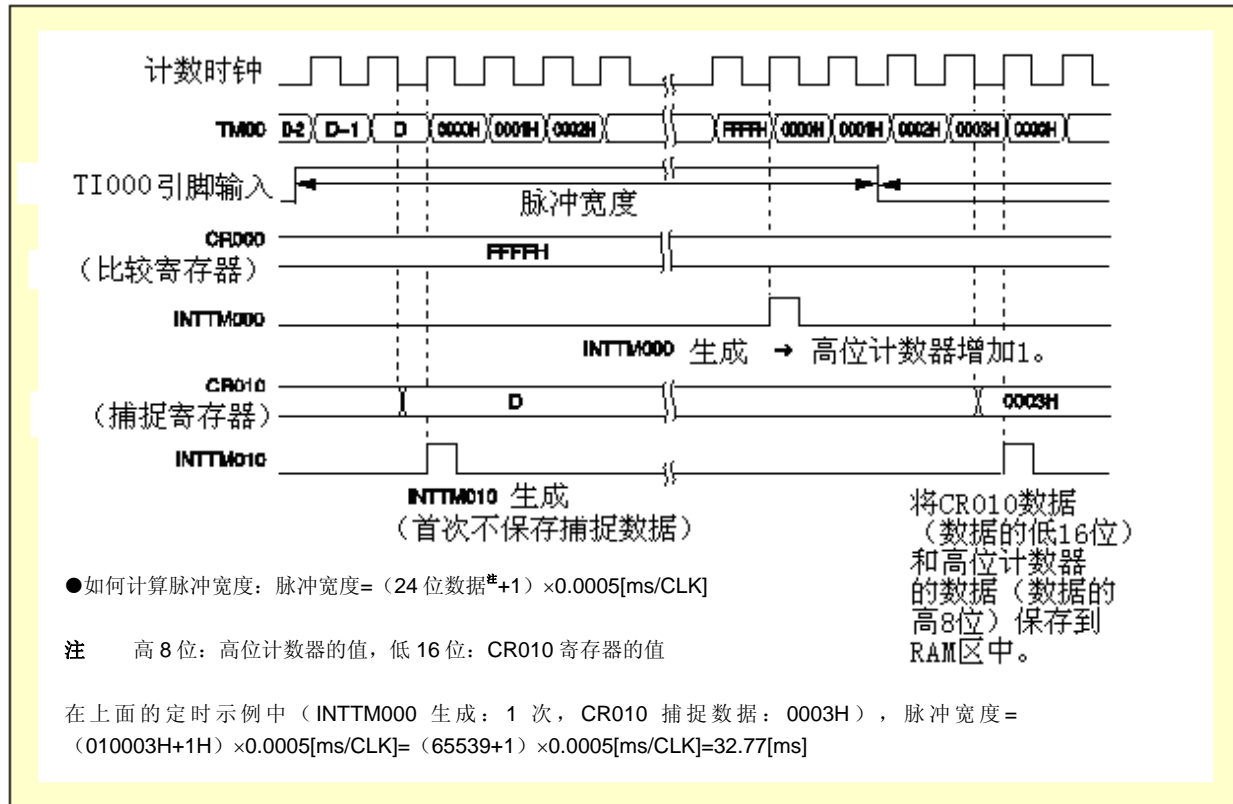 计数时钟
TM00 D-2 D-1 D 0000H 0001H 0002H FFFFH 0000H 0001H 0002H 0003H 0000H
TI000引脚输入
脉冲宽度
CR000
(比较寄存器)
FFFFH
INTTM000
INTTM000 生成 → 高位计数器增加1。
CR010
(捕捉寄存器)
D 0003H
INTTM010
INTTM010 生成
(首次不保存捕捉数据)
将CR010数据
(数据的低16位)
和高位计数器
的数据(数据的
高8位)保存到
RAM区中。
●如何计算脉冲宽度:脉冲宽度=(24 位数据注+1)×0.0005[ms/CLK]
注 高 8 位:高位计数器的值,低 16 位:CR010 寄存器的值
在上面的定时示例中(INTTM000 生成:1 次,CR010 捕捉数据:0003H),脉冲宽度=
(010003H+1H)×0.0005[ms/CLK]=(65539+1)×0.0005[ms/CLK]=32.77[ms]